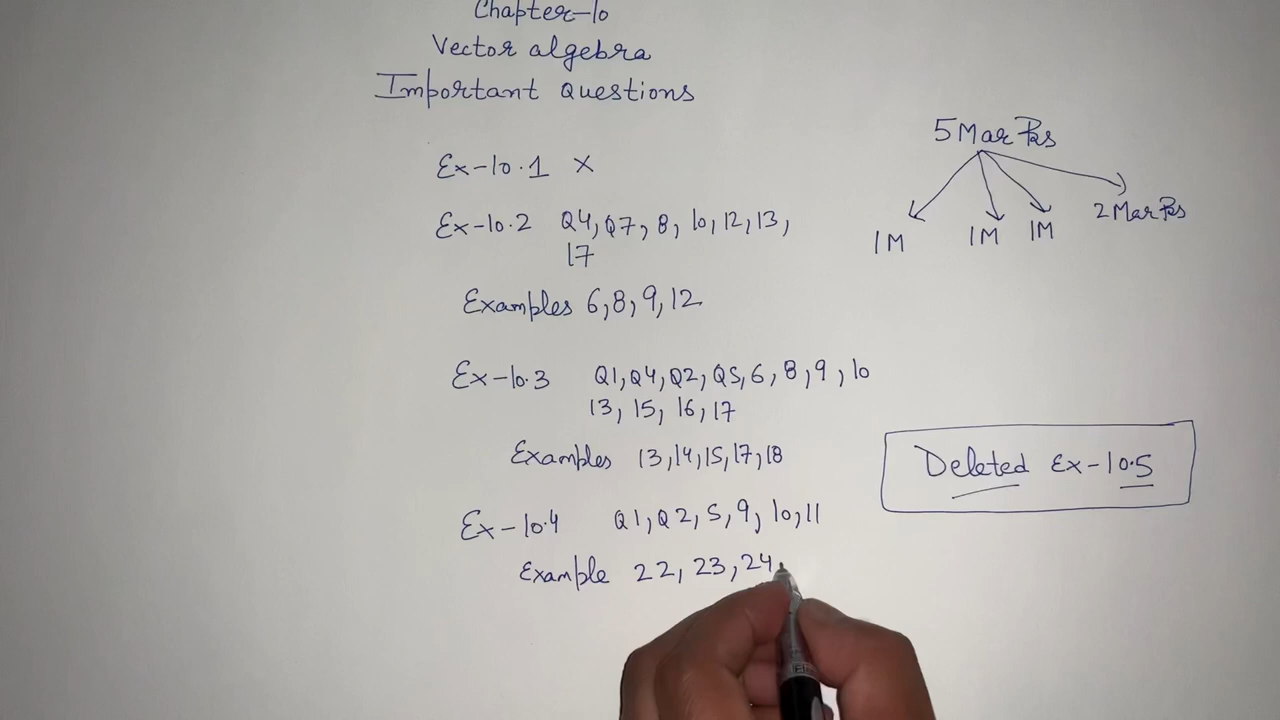 Chapter-10
Vector algebra
Important Questions
5 Marks
1M 1M 1M 2 Marks
Ex-10.1 X
Ex-10.2 Q4, Q7, 8, 10, 12, 13,
17
Examples 6, 8, 9, 12
Ex-10.3 Q1, Q4, Q2, Q5, 6, 8, 9, 10
13, 15, 16, 17
Examples 13, 14, 15, 17, 18
Deleted Ex-10.5
Ex-10.4 Q1, Q2, 5, 9, 10, 11
Example 22, 23, 24,